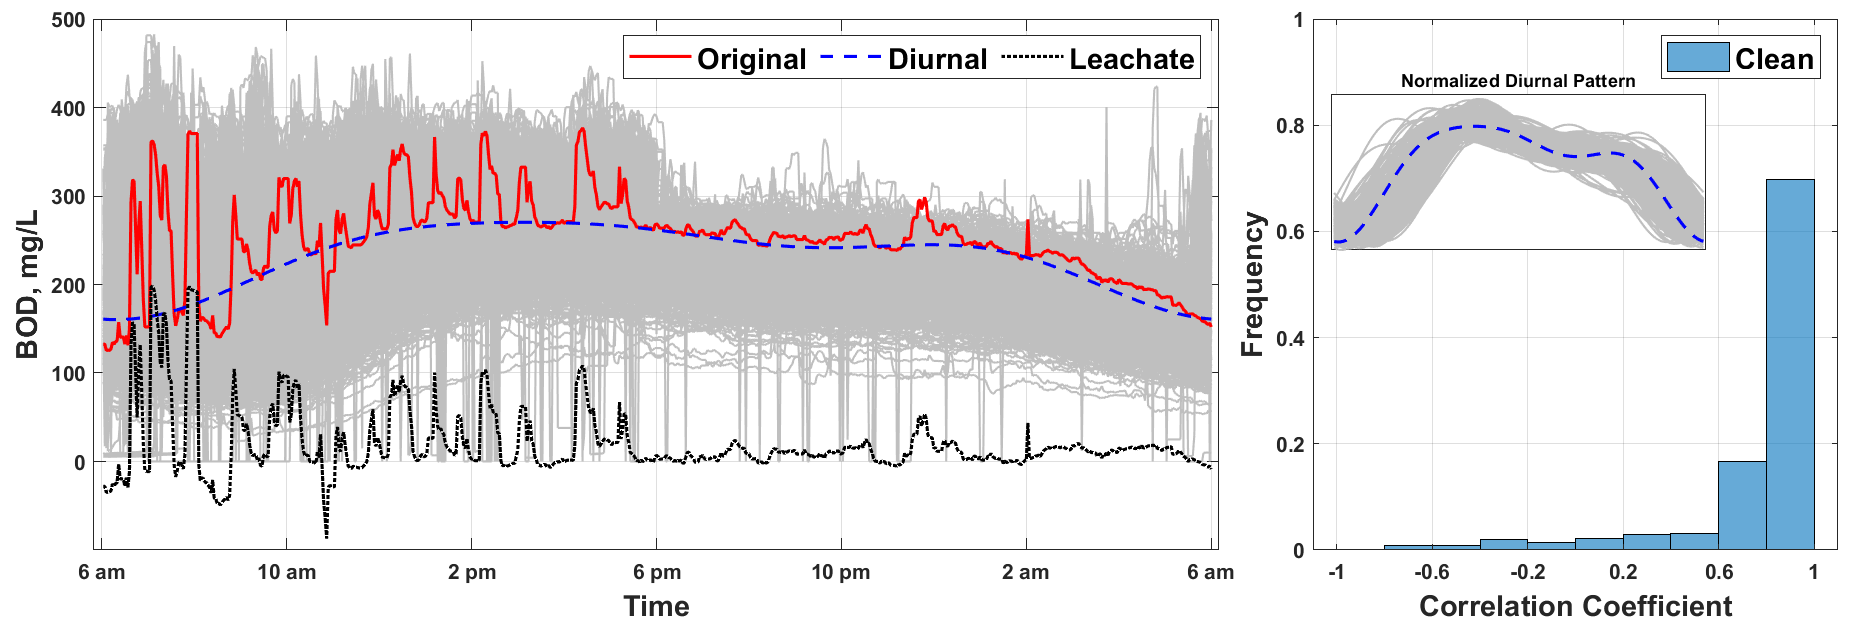 500
400
300
200
100
0
BOD, mg/L
Original Diurnal Leachate
6 am 10 am 2 pm 6 pm 10 pm 2 am 6 am
Time
1
0.8
0.6
0.4
0.2
0
Frequency
Clean
Normalized Diurnal Pattern
-1 -0.6 -0.2 0.2 0.6 1
Correlation Coefficient